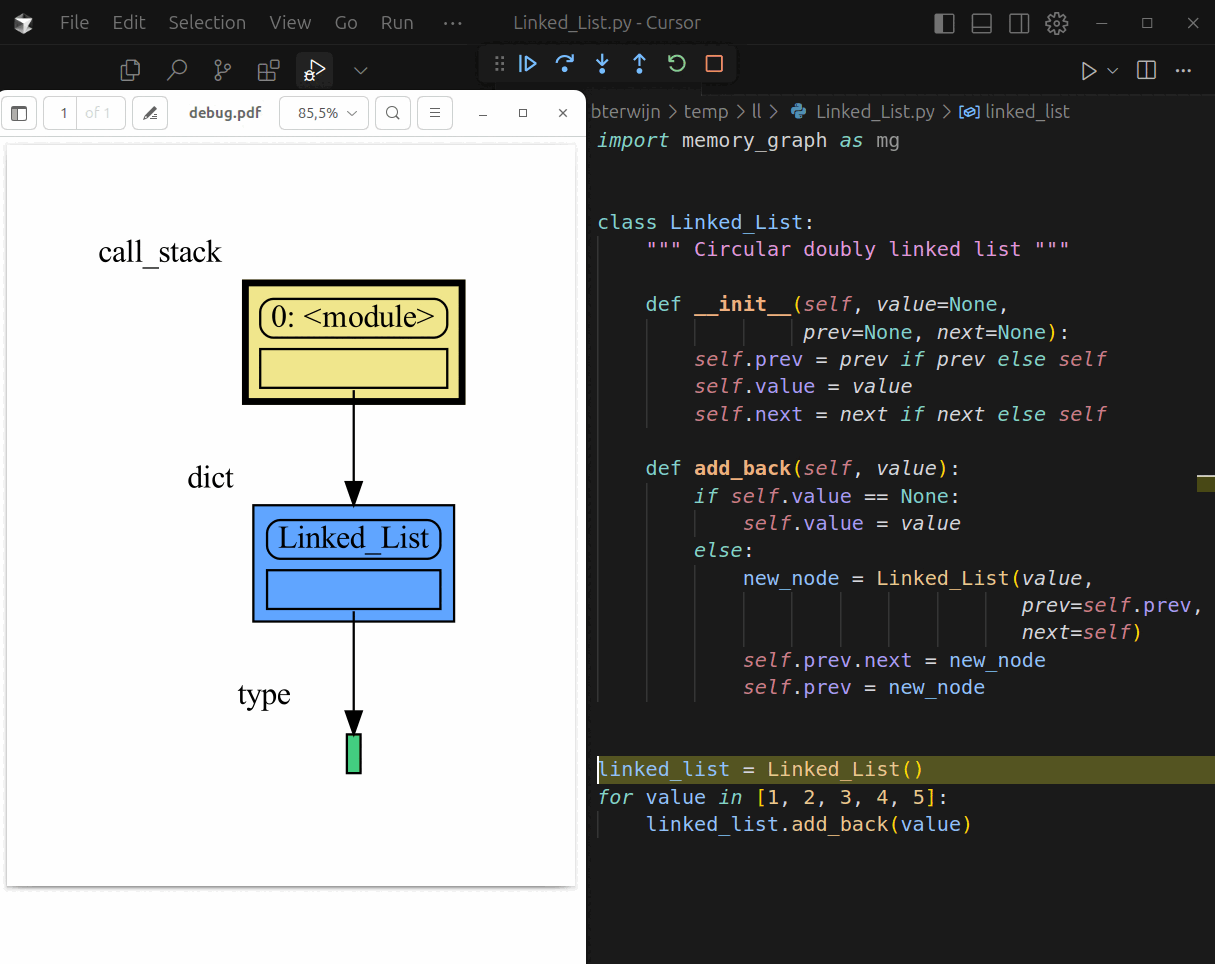 File Edit Selection View Go Run ··· Linked_List.py - Cursor
1 of 1 debug.pdf 85,5%
call_stack
0: <module>
dict
Linked_List
type
bterwijn > temp > ll > Linked_List.py > linked_list
import memory_graph as mg
class Linked_List:
""" Circular doubly linked list """
def __init__(self, value=None,
prev=None, next=None):
self.prev = prev if prev else self
self.value = value
self.next = next if next else self
def add_back(self, value):
if self.value == None:
self.value = value
else:
new_node = Linked_List(value,
prev=self.prev,
next=self)
self.prev.next = new_node
self.prev = new_node
linked_list = Linked_List()
for value in [1, 2, 3, 4, 5]:
linked_list.add_back(value)